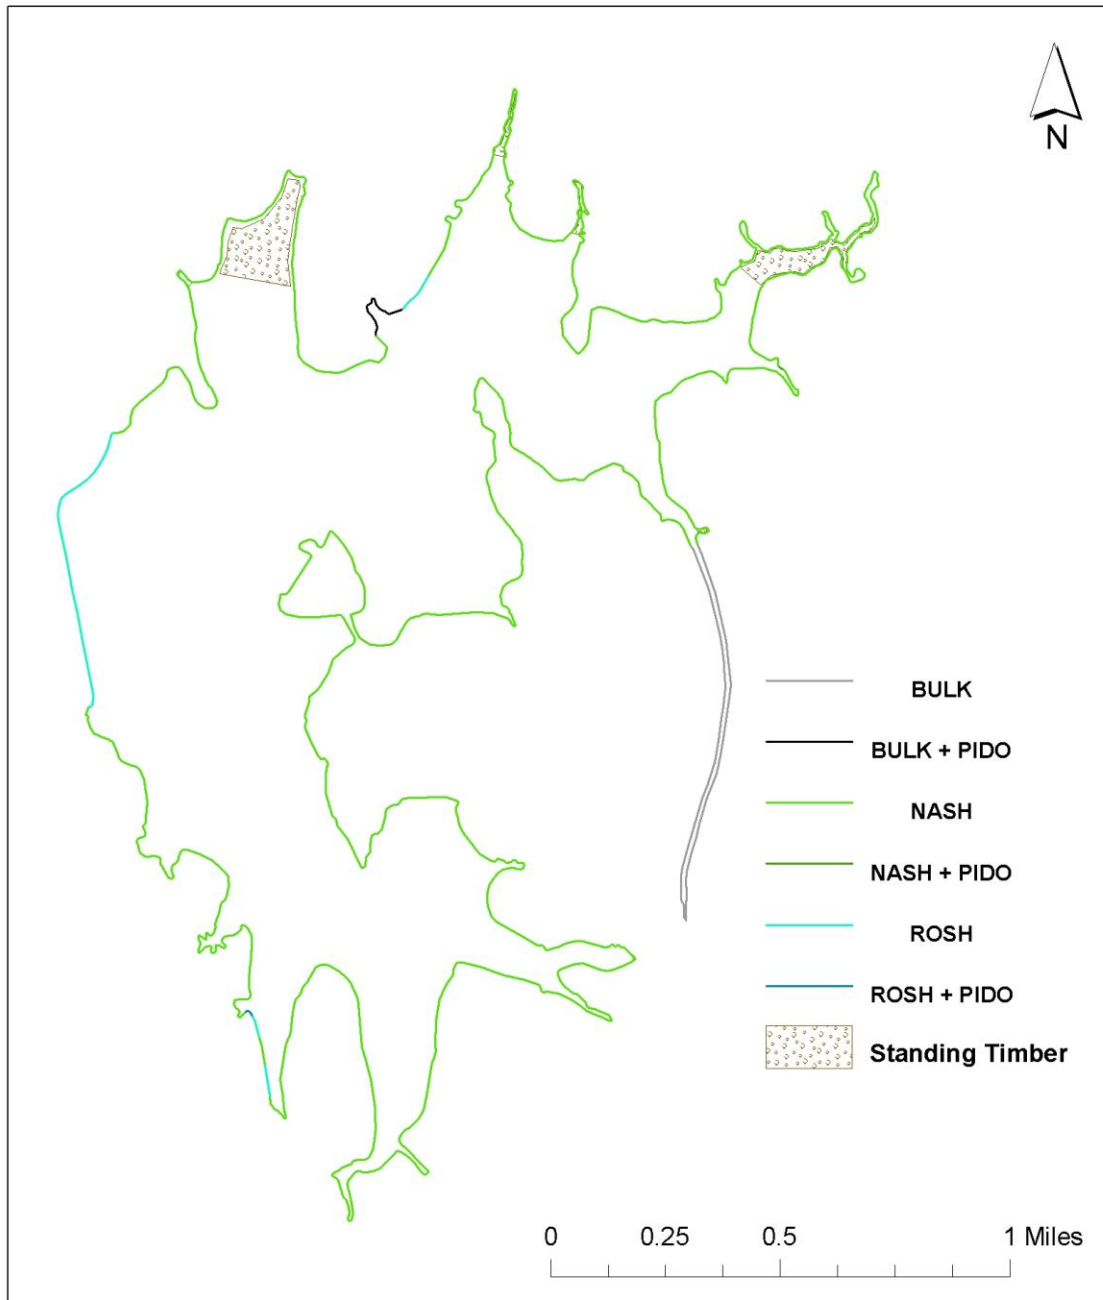 N
BULK
BULK + PIDO
NASH
NASH + PIDO
ROSH
ROSH + PIDO
Standing Timber
0 0.25 0.5 1 Miles